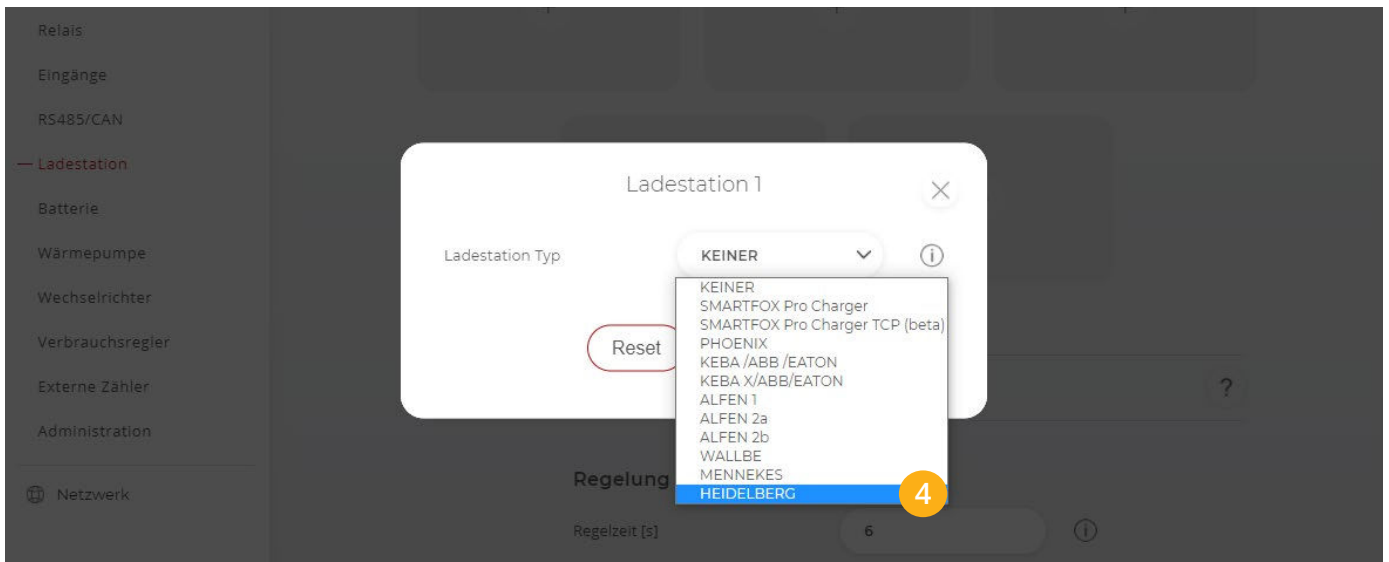 Relais
Eingänge
RS485/CAN
Ladestation
Batterie
Wärmepumpe
Wechselrichter
Verbrauchsregler
Externe Zähler
Administration
Netzwerk
Ladestation 1
Ladestation Typ
KEINER
KEINER
SMARTFOX Pro Charger
SMARTFOX Pro Charger TCP (beta)
PHOENIX
KEBA /ABB /EATON
KEBA X/ABB/EATON
ALFEN 1
ALFEN 2a
ALFEN 2b
WALLBE
MENNEKES
HEIDELBERG
4
Reset
?
Regelung
Regelzeit [s]
6